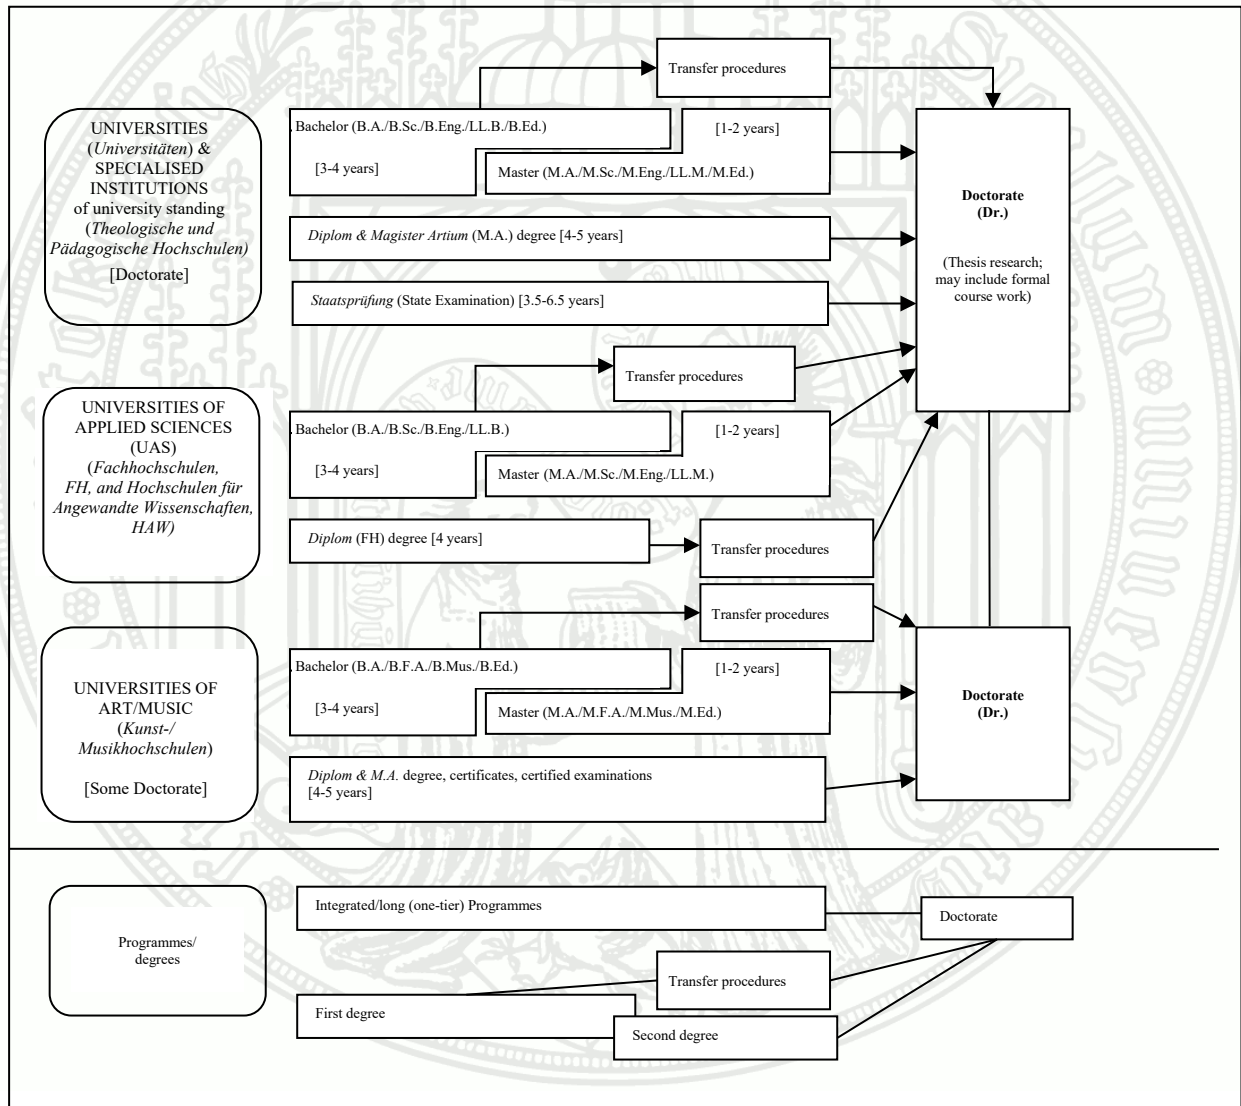 Transfer procedures
UNIVERSITIES
(Universitäten) &
SPECIALISED
INSTITUTIONS
of university standing
(Theologische und
Pädagogische Hochschulen)
[Doctorate]
Bachelor (B.A./B.Sc./B.Eng./LL.B./B.Ed.)
[1-2 years]
[3-4 years]
Master (M.A./M.Sc./M.Eng./LL.M./M.Ed.)
Diplom & Magister Artium (M.A.) degree [4-5 years]
Staatsprüfung (State Examination) [3.5-6.5 years]
Doctorate
(Dr.)
(Thesis research;
may include formal
course work)
UNIVERSITIES OF
APPLIED SCIENCES
(UAS)
(Fachhochschulen,
FH, and Hochschulen für
Angewandte Wissenschaften,
HAW)
Transfer procedures
Bachelor (B.A./B.Sc./B.Eng./LL.B.)
[1-2 years]
[3-4 years]
Master (M.A./M.Sc./M.Eng./LL.M.)
Diplom (FH) degree [4 years]
Transfer procedures
Transfer procedures
UNIVERSITIES OF
ART/MUSIC
(Kunst-/
Musikhochschulen)
[Some Doctorate]
Bachelor (B.A./B.F.A./B.Mus./B.Ed.)
[1-2 years]
[3-4 years]
Master (M.A./M.F.A./M.Mus./M.Ed.)
Diplom & M.A. degree, certificates, certified examinations
[4-5 years]
Doctorate
(Dr.)
Programmes/
degrees
Integrated/long (one-tier) Programmes
Doctorate
Transfer procedures
First degree
Second degree